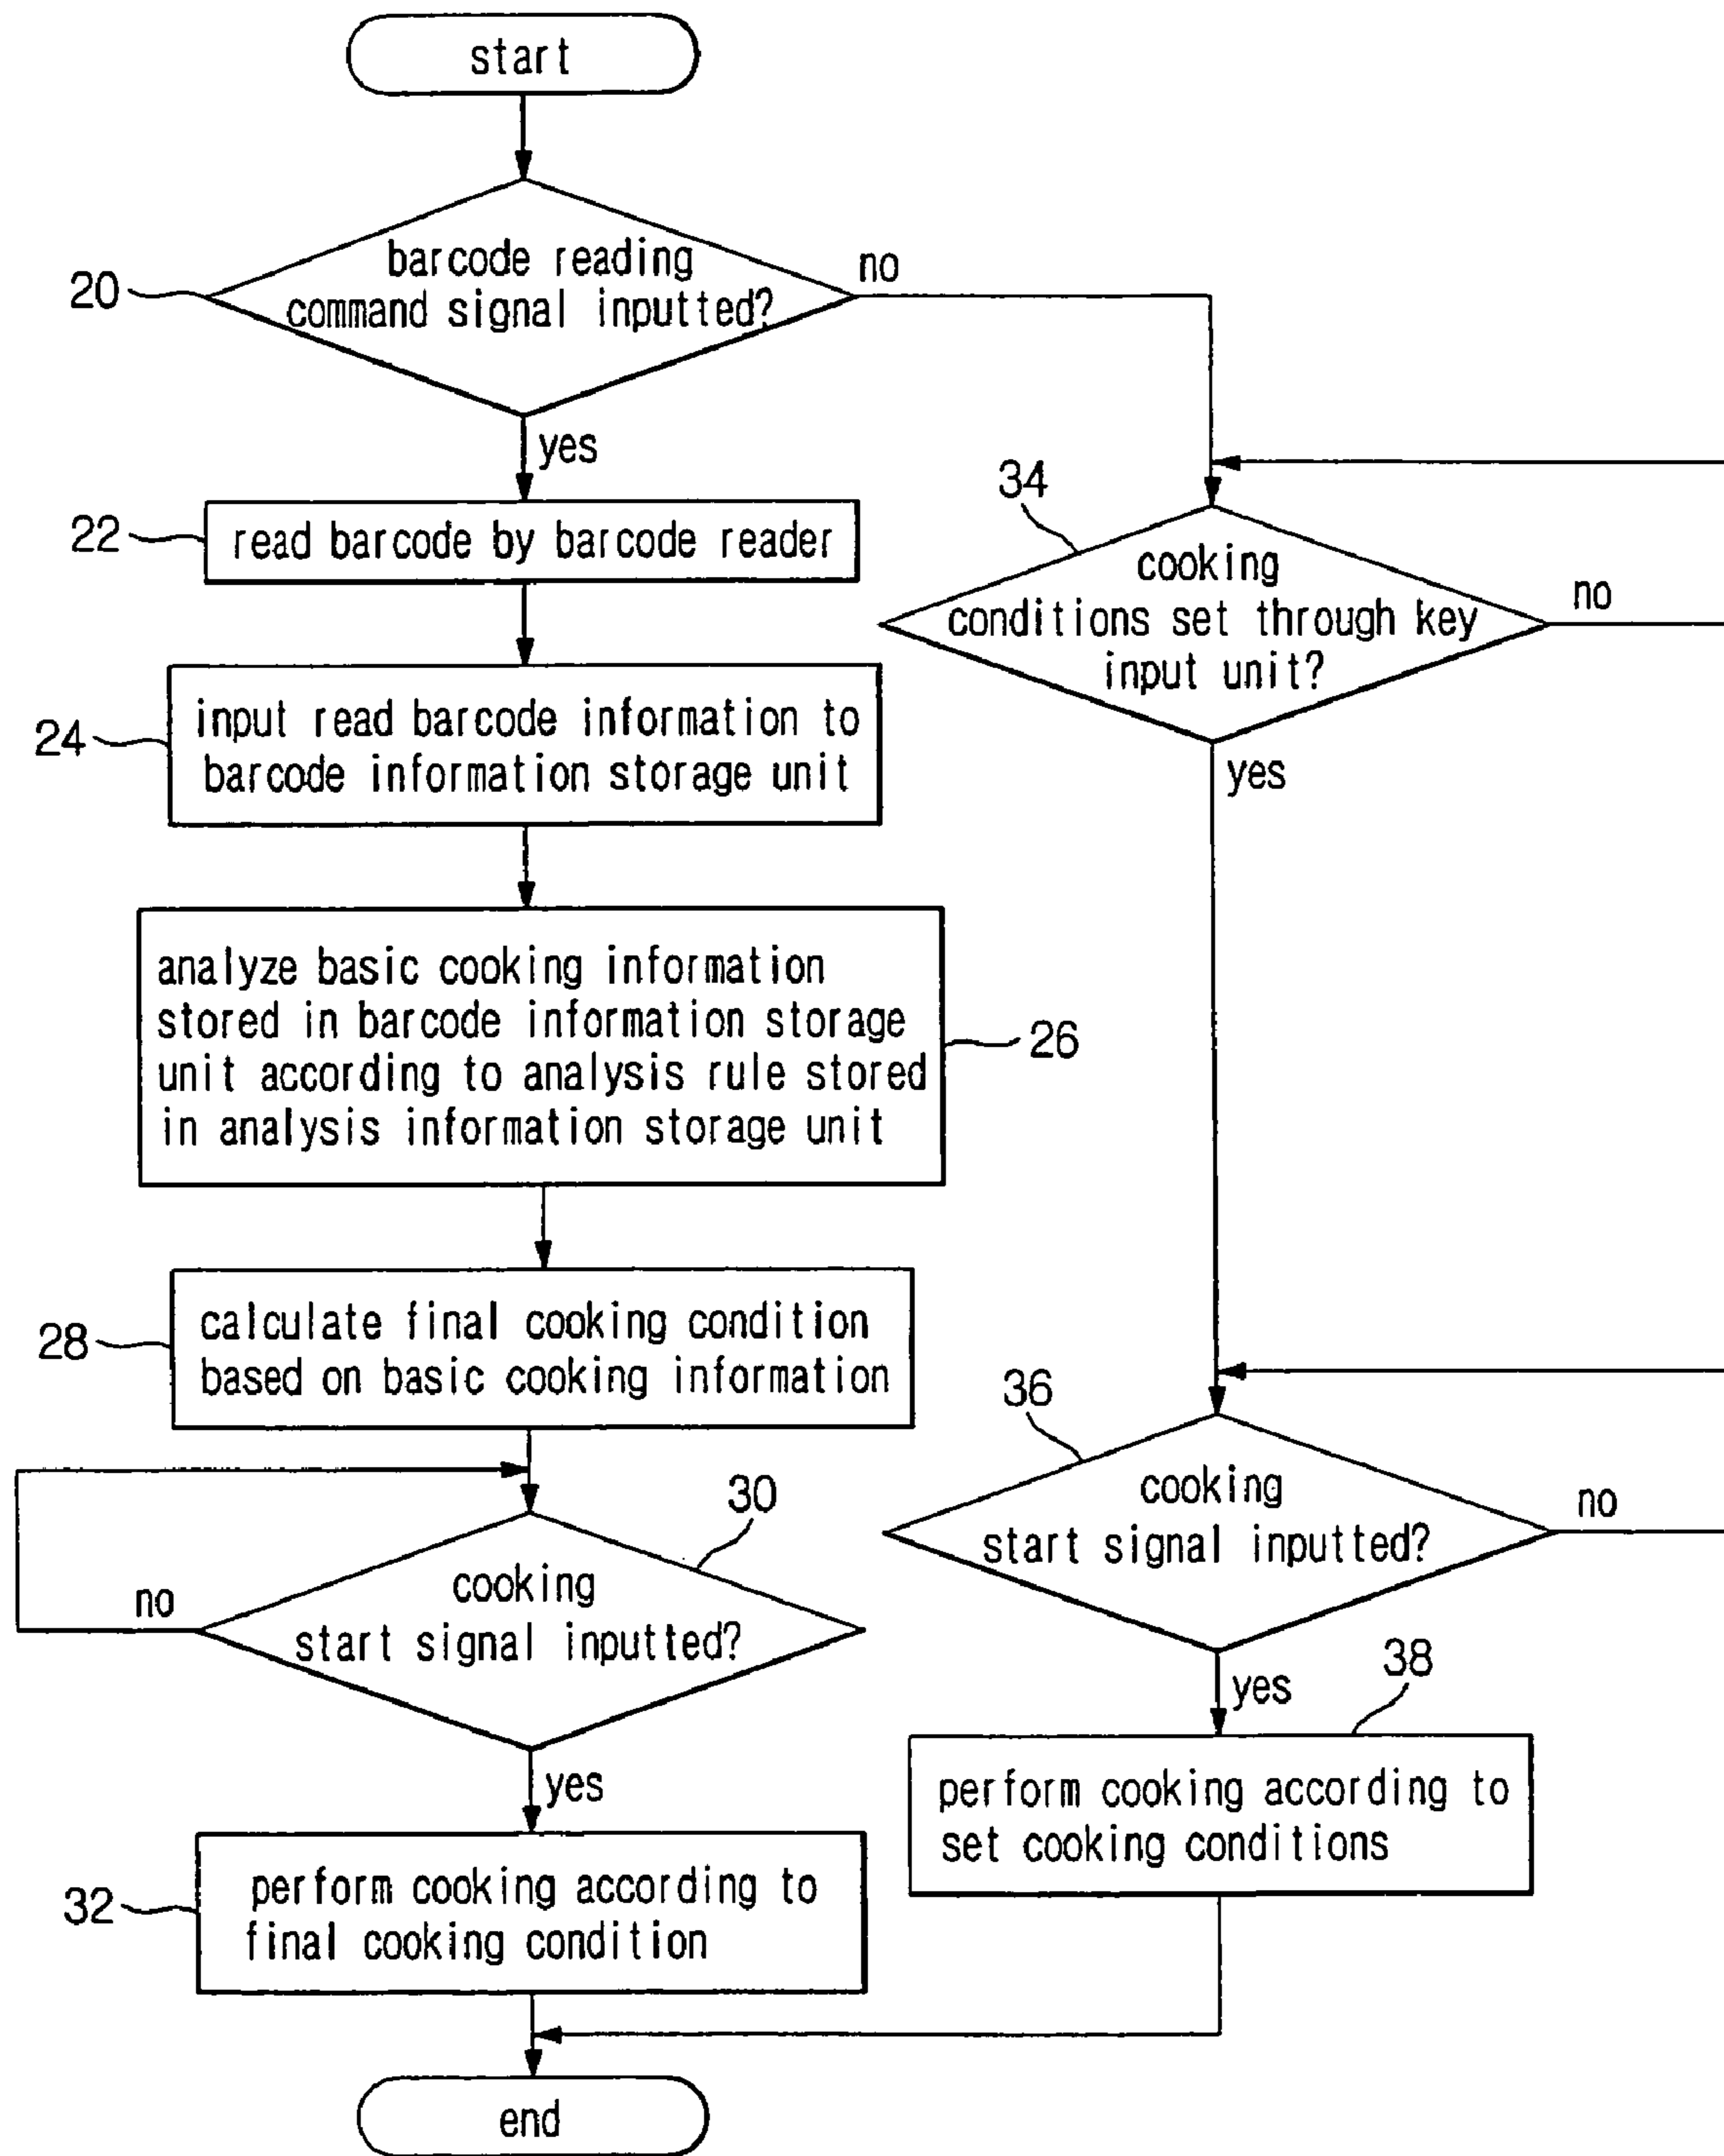 start
barcode reading
command signal inputted?
20
no
yes
22
read barcode by barcode reader
24
input read barcode information to
barcode information storage unit
analyze basic cooking information
stored in barcode information storage
unit according to analysis rule stored
in analysis information storage unit
26
28
calculate final cooking condition
based on basic cooking information
30
cooking
start signal inputted?
no
yes
32
perform cooking according to
final cooking condition
34
cooking
conditions set through key
input unit?
no
yes
36
cooking
start signal inputted?
no
yes
38
perform cooking according to
set cooking conditions
end